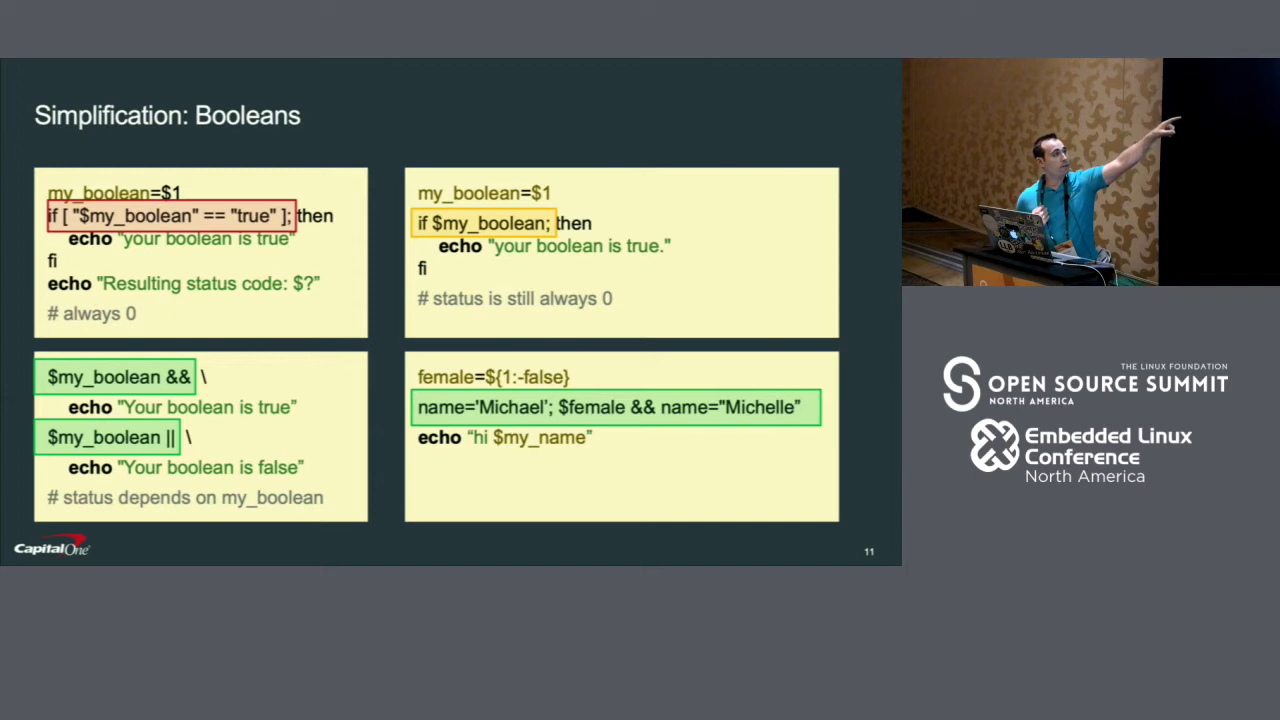 Simplification: Booleans
my_boolean=$1
if [ "$my_boolean" == "true" ]; then
echo "your boolean is true"
fi
echo "Resulting status code: $?”
# always 0
my_boolean=$1
if $my_boolean; then
echo "your boolean is true."
fi
# status is still always 0
$my_boolean && \
echo "Your boolean is true”
$my_boolean || \
echo "Your boolean is false”
# status depends on my_boolean
female=${1:-false}
name='Michael’; $female && name="Michelle”
echo “hi $my_name”
CapitalOne
11
THE LINUX FOUNDATION
OPEN SOURCE SUMMIT
NORTH AMERICA
Embedded Linux
Conference
North America